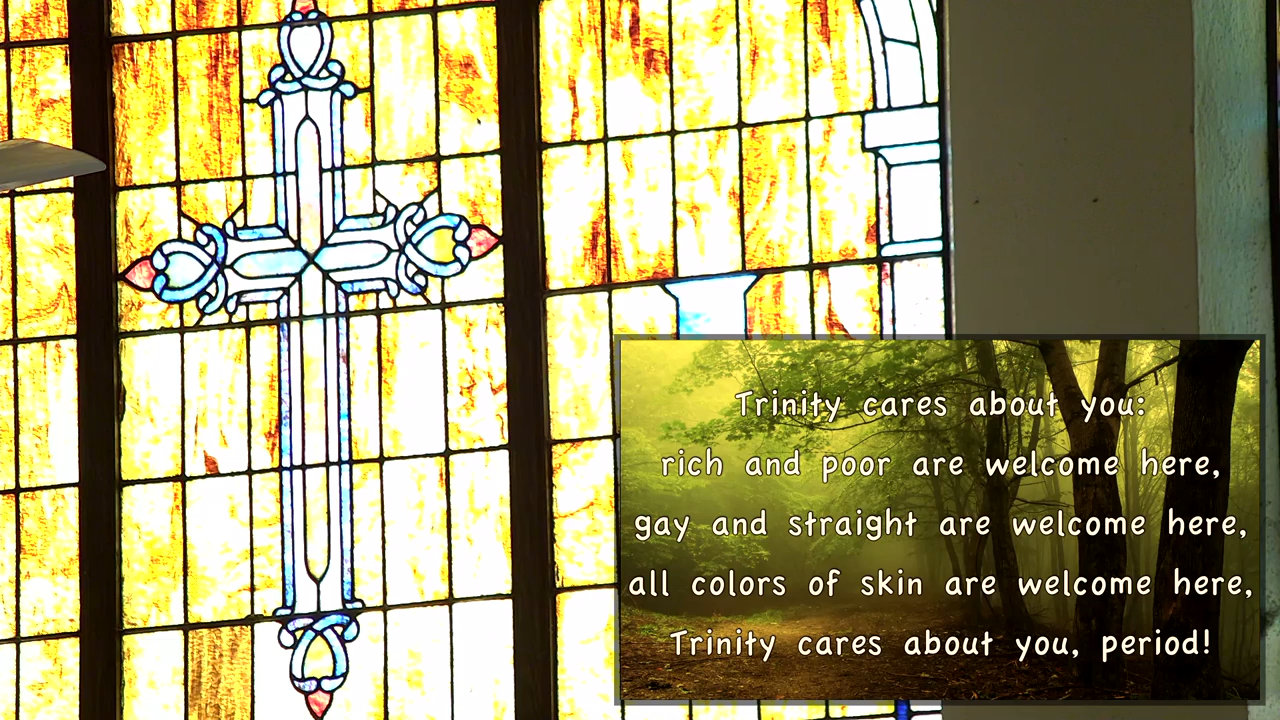 Trinity cares about you:
rich and poor are welcome here,
gay and straight are welcome here,
all colors of skin are welcome here,
Trinity cares about you, period!